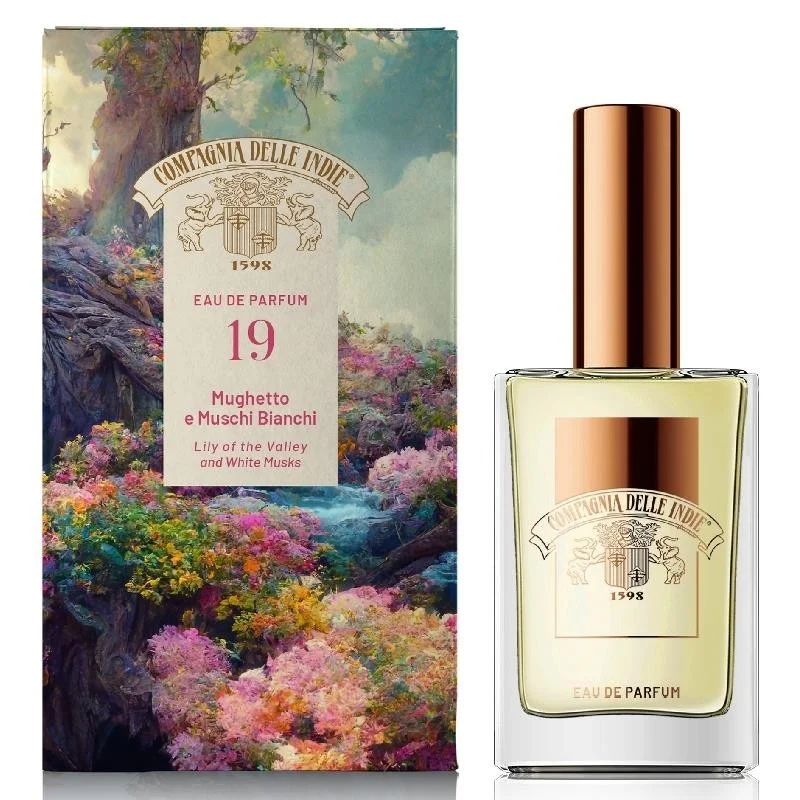 COMPAGNIA DELLE INDIE®
1598
EAU DE PARFUM
19
Mughetto
e Muschi Bianchi
Lily of the Valley
and White Musks
COMPAGNIA DELLE INDIE®
1598
EAU DE PARFUM